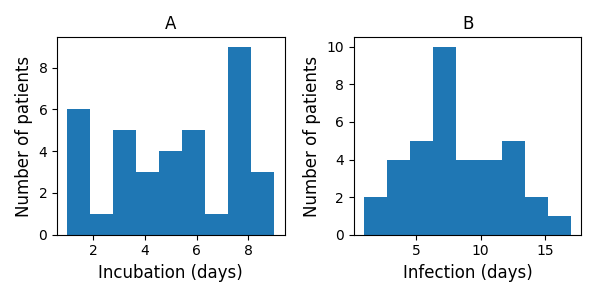 A
Number of patients
8
6
4
2
0
2 4 6 8
Incubation (days)
B
Number of patients
10
8
6
4
2
0
5 10 15
Infection (days)